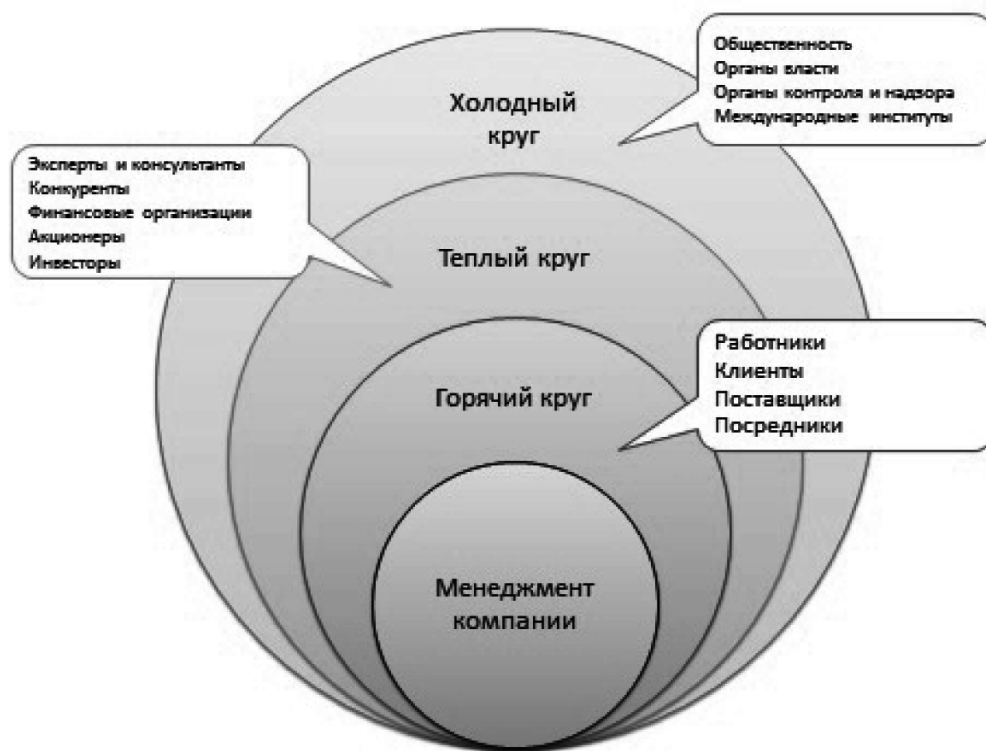 Общественность
Органы власти
Органы контроля и надзора
Международные институты
Холодный
круг
Эксперты и консультанты
Конкуренты
Финансовые организации
Акционеры
Инвесторы
Теплый круг
Работники
Клиенты
Поставщики
Посредники
Горячий круг
Менеджмент
компании